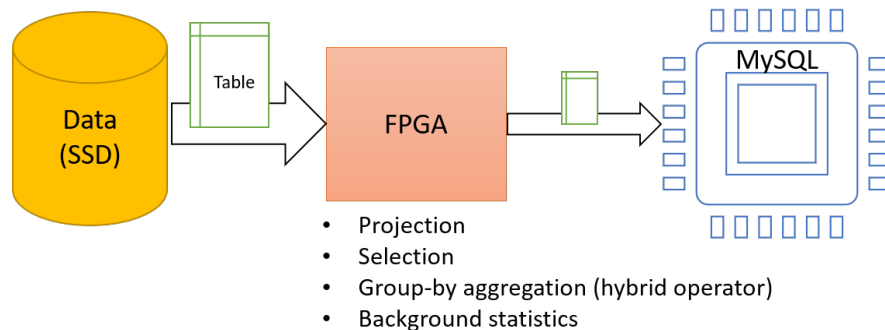 Data
(SSD)
Table
FPGA
MySQL
• Projection
• Selection
• Group-by aggregation (hybrid operator)
• Background statistics